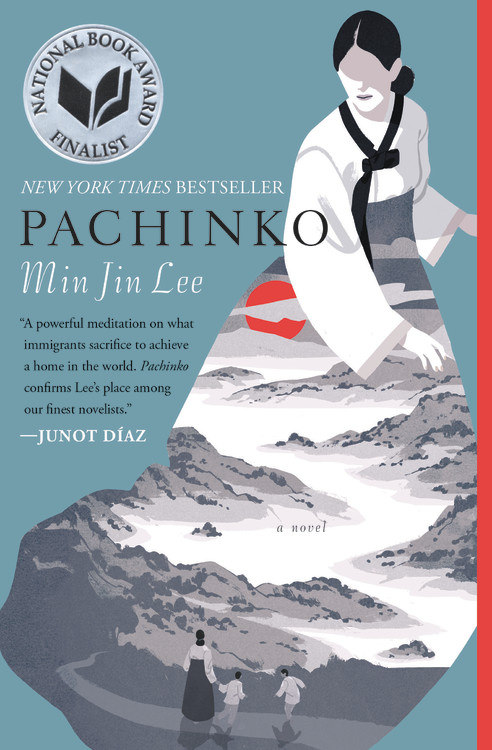 NATIONAL BOOK AWARD
FINALIST
NEW YORK TIMES BESTSELLER
PACHINKO
Min Jin Lee
“A powerful meditation on what
immigrants sacrifice to achieve
a home in the world. Pachinko
confirms Lee’s place among
our finest novelists.”
—JUNOT DÍAZ
a novel